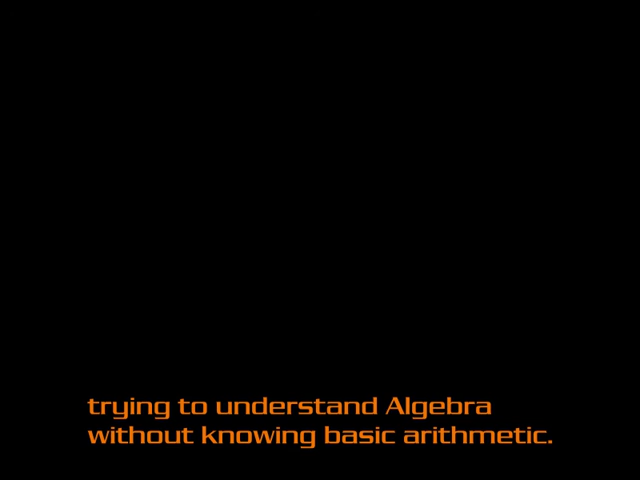 trying to understand Algebra
without knowing basic arithmetic.